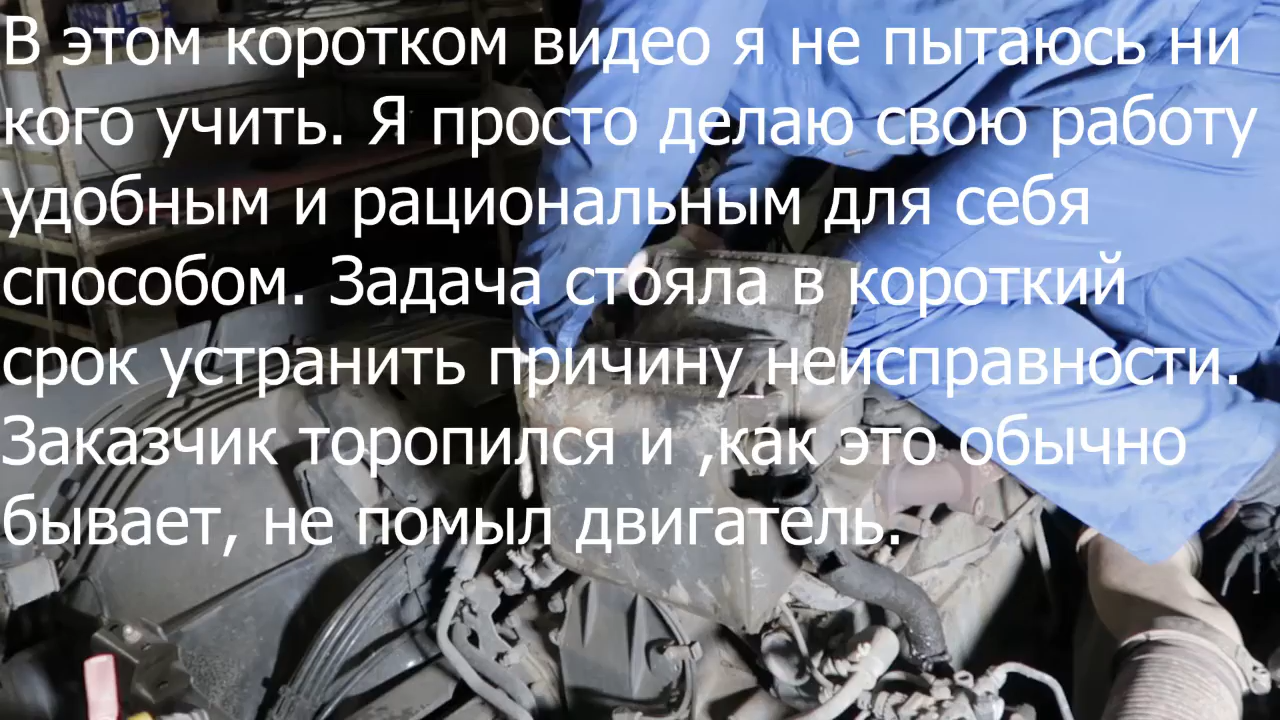 В этом коротком видео я не пытаюсь ни
кого учить. Я просто делаю свою работу
удобным и рациональным для себя
способом. Задача стояла в короткий
срок устранить причину неисправности.
Заказчик торопился и ,как это обычно
бывает, не помыл двигатель.